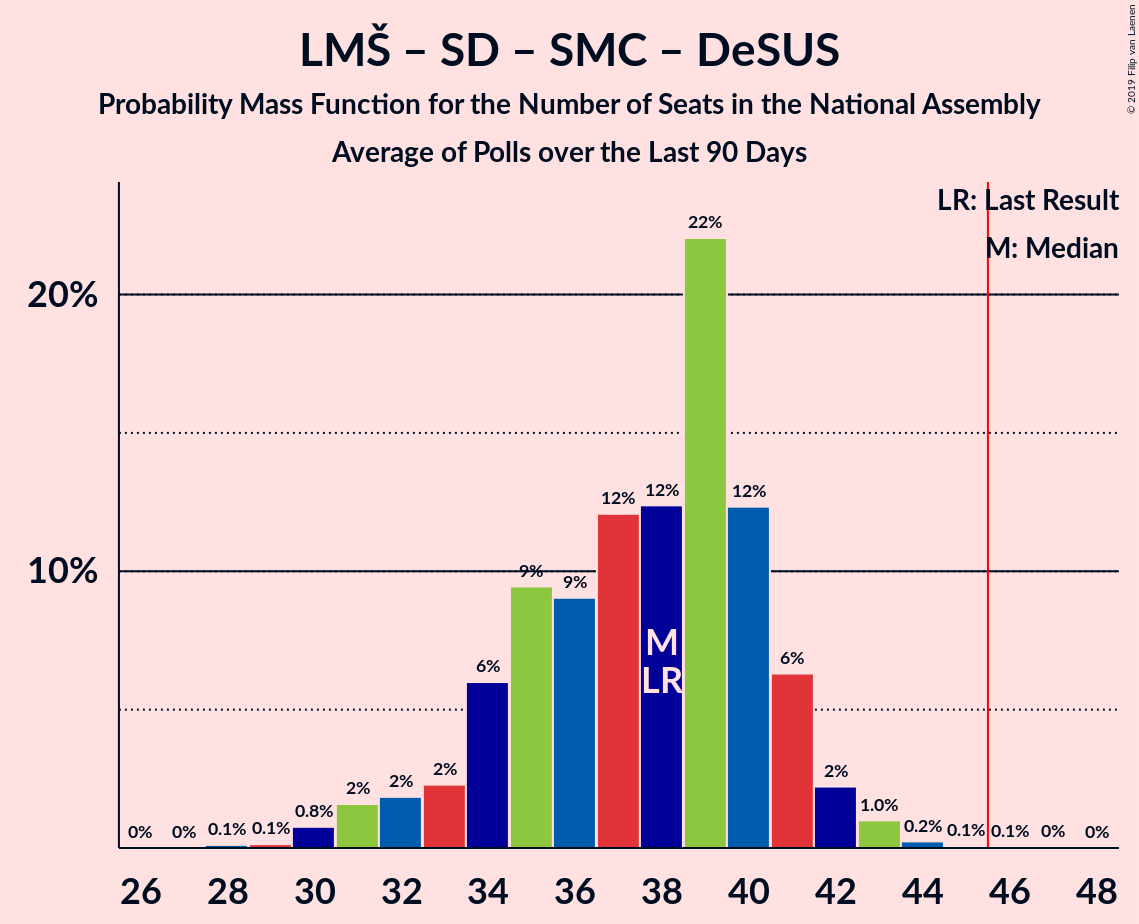 LMŠ – SD – SMC – DeSUS
Probability Mass Function for the Number of Seats in the National Assembly
Average of Polls over the Last 90 Days
© 2019 Filip van Laenen
LR: Last Result
M: Median
20%
10%
0% 0% 0.1% 0.1% 0.8% 2% 2% 2% 6% 9% 9% 12% 12% 22% 12% 6% 2% 1.0% 0.2% 0.1% 0.1% 0% 0%
M
LR
26 28 30 32 34 36 38 40 42 44 46 48